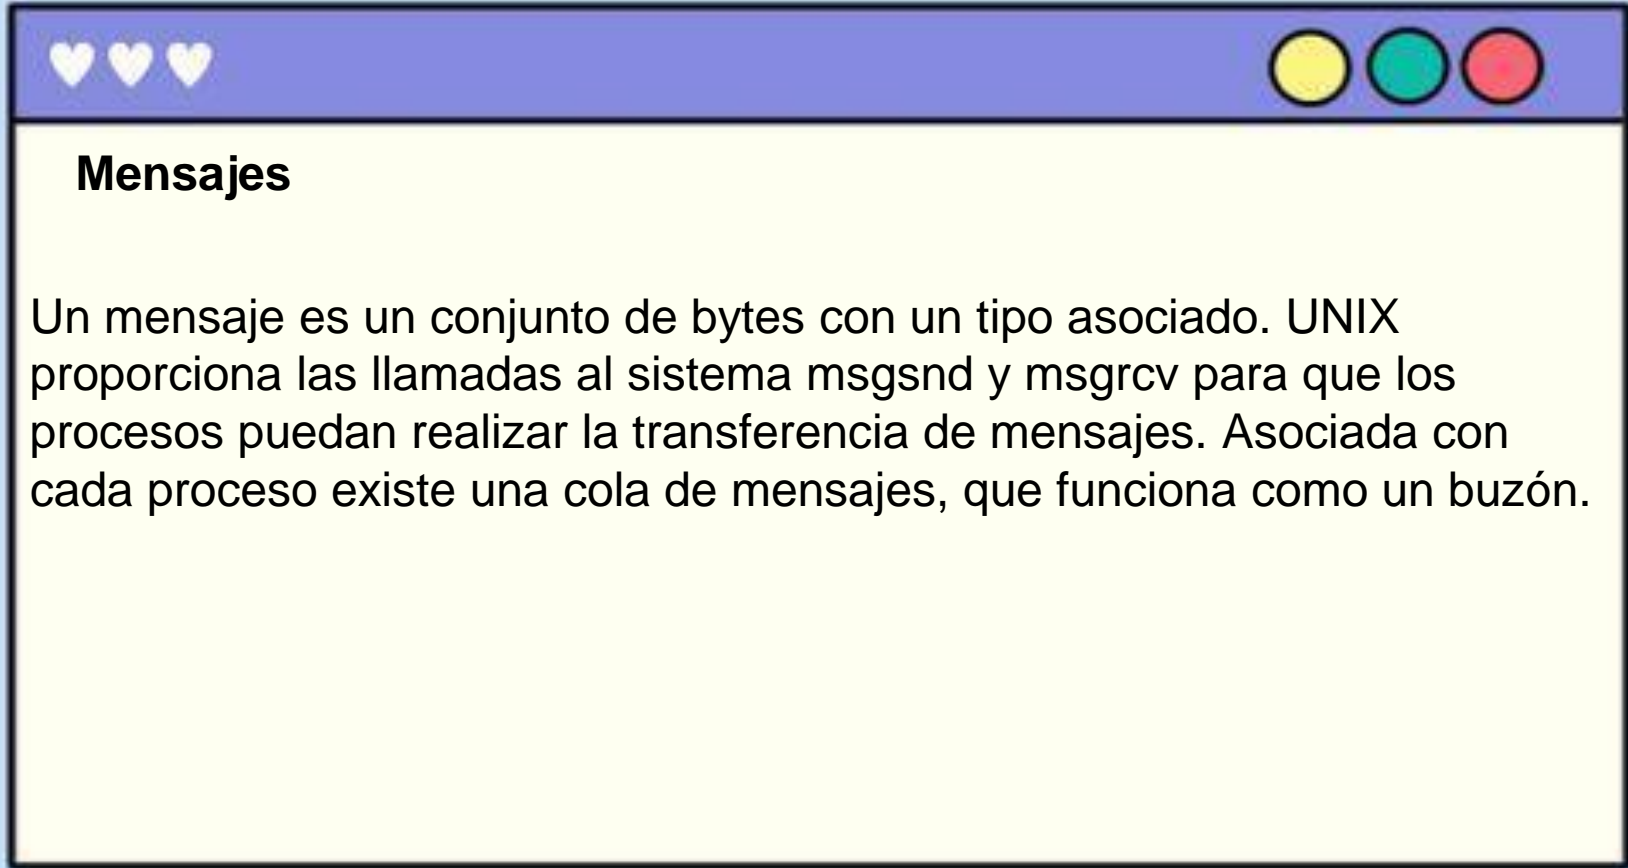 Mensajes
Un mensaje es un conjunto de bytes con un tipo asociado. UNIX
proporciona las llamadas al sistema msgsnd y msgrcv para que los
procesos puedan realizar la transferencia de mensajes. Asociada con
cada proceso existe una cola de mensajes, que funciona como un buzón.